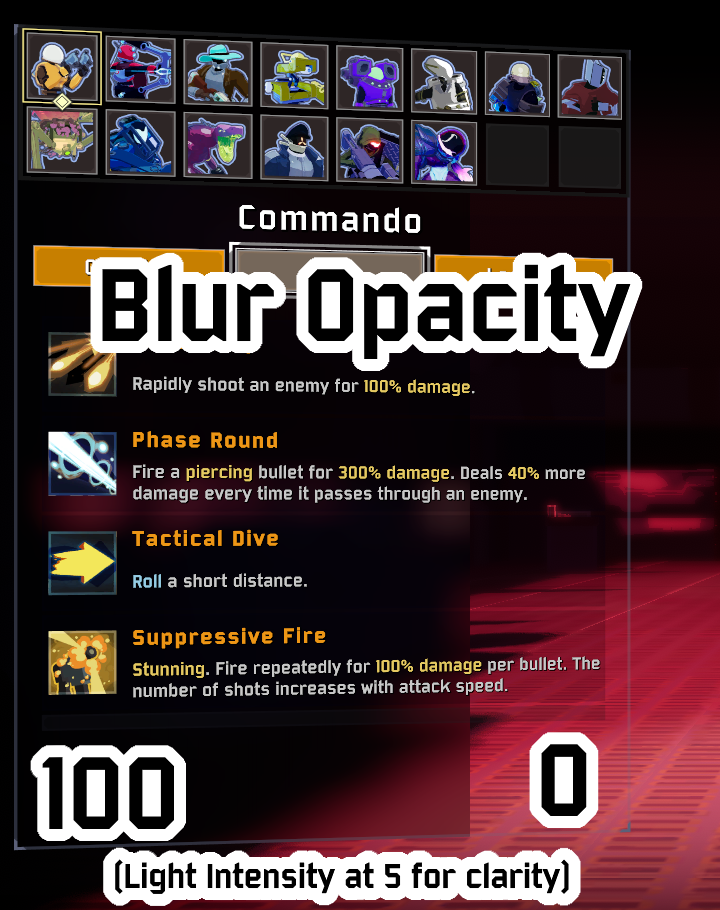 Commando
Blur Opacity
Rapidly shoot an enemy for 100% damage.
Phase Round
Fire a piercing bullet for 300% damage. Deals 40% more
damage every time it passes through an enemy.
Tactical Dive
Roll a short distance.
Suppressive Fire
Stunning. Fire repeatedly for 100% damage per bullet. The
number of shots increases with attack speed.
100
0
(Light Intensity at 5 for clarity)